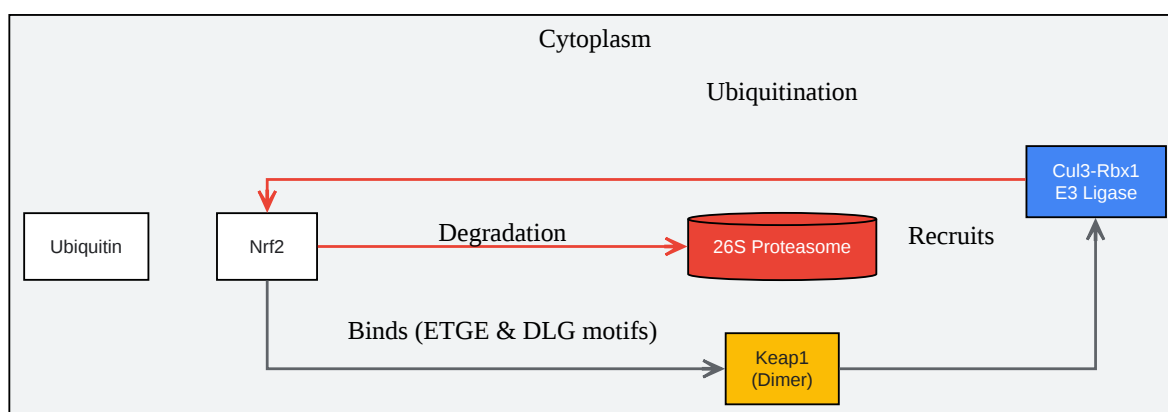 Cytoplasm
Ubiquitination
Cul3-Rbx1
E3 Ligase
Ubiquitin
Nrf2
Degradation
26S Proteasome
Recruits
Binds (ETGE & DLG motifs)
Keap1
(Dimer)